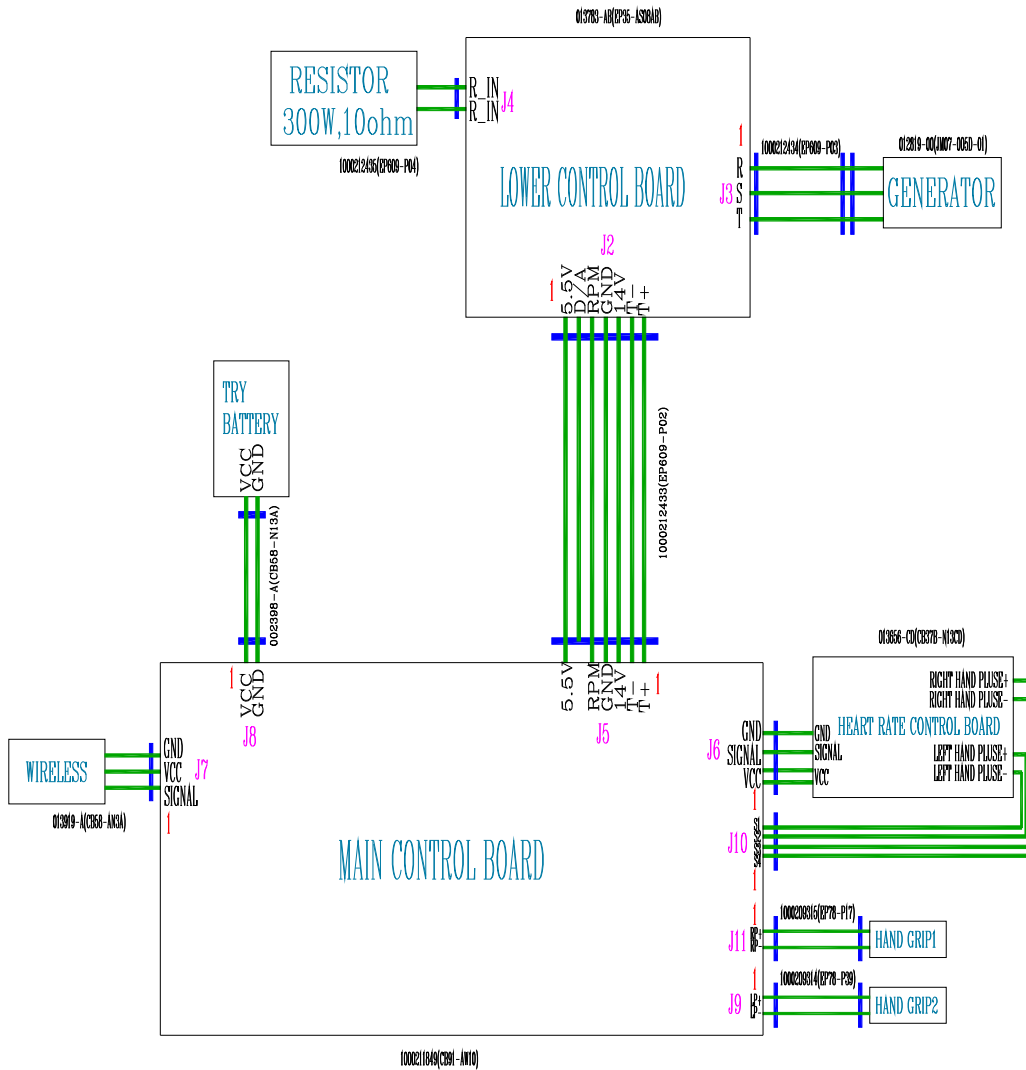 013783-AB(EP35-AS08AB)
RESISTOR
300W,10ohm
R_IN
R_IN
J4
1000212435(EP609-P04)
LOWER CONTROL BOARD
1
R
J3
S
T
1000212434(EP609-P03)
012819-00(JM07-005D-01)
GENERATOR
J2
1
5.5V
D/A
RPM
GND
14V
T-
T+
TRY
BATTERY
VCC
GND
002398-A(CB58-N13A)
1000212433(EP609-P02)
1
VCC
GND
J8
5.5V
RPM
GND
14V
T-
T+
1
J5
013656-CD(CB37B-N13CD)
RIGHT HAND PLUSE+
RIGHT HAND PLUSE-
HEART RATE CONTROL BOARD
LEFT HAND PLUSE+
LEFT HAND PLUSE-
GND
SIGNAL
VCC
J6
GND
SIGNAL
VCC
1
WIRELESS
GND
VCC
SIGNAL
J7
1
013919-A(CB58-AN3A)
MAIN CONTROL BOARD
J10
1
1
J11
1000209315(EP78-P17)
HAND GRIP1
1
J9
LP+
LP-
1000209314(EP78-P39)
HAND GRIP2
1000211849(CB91-AW10)